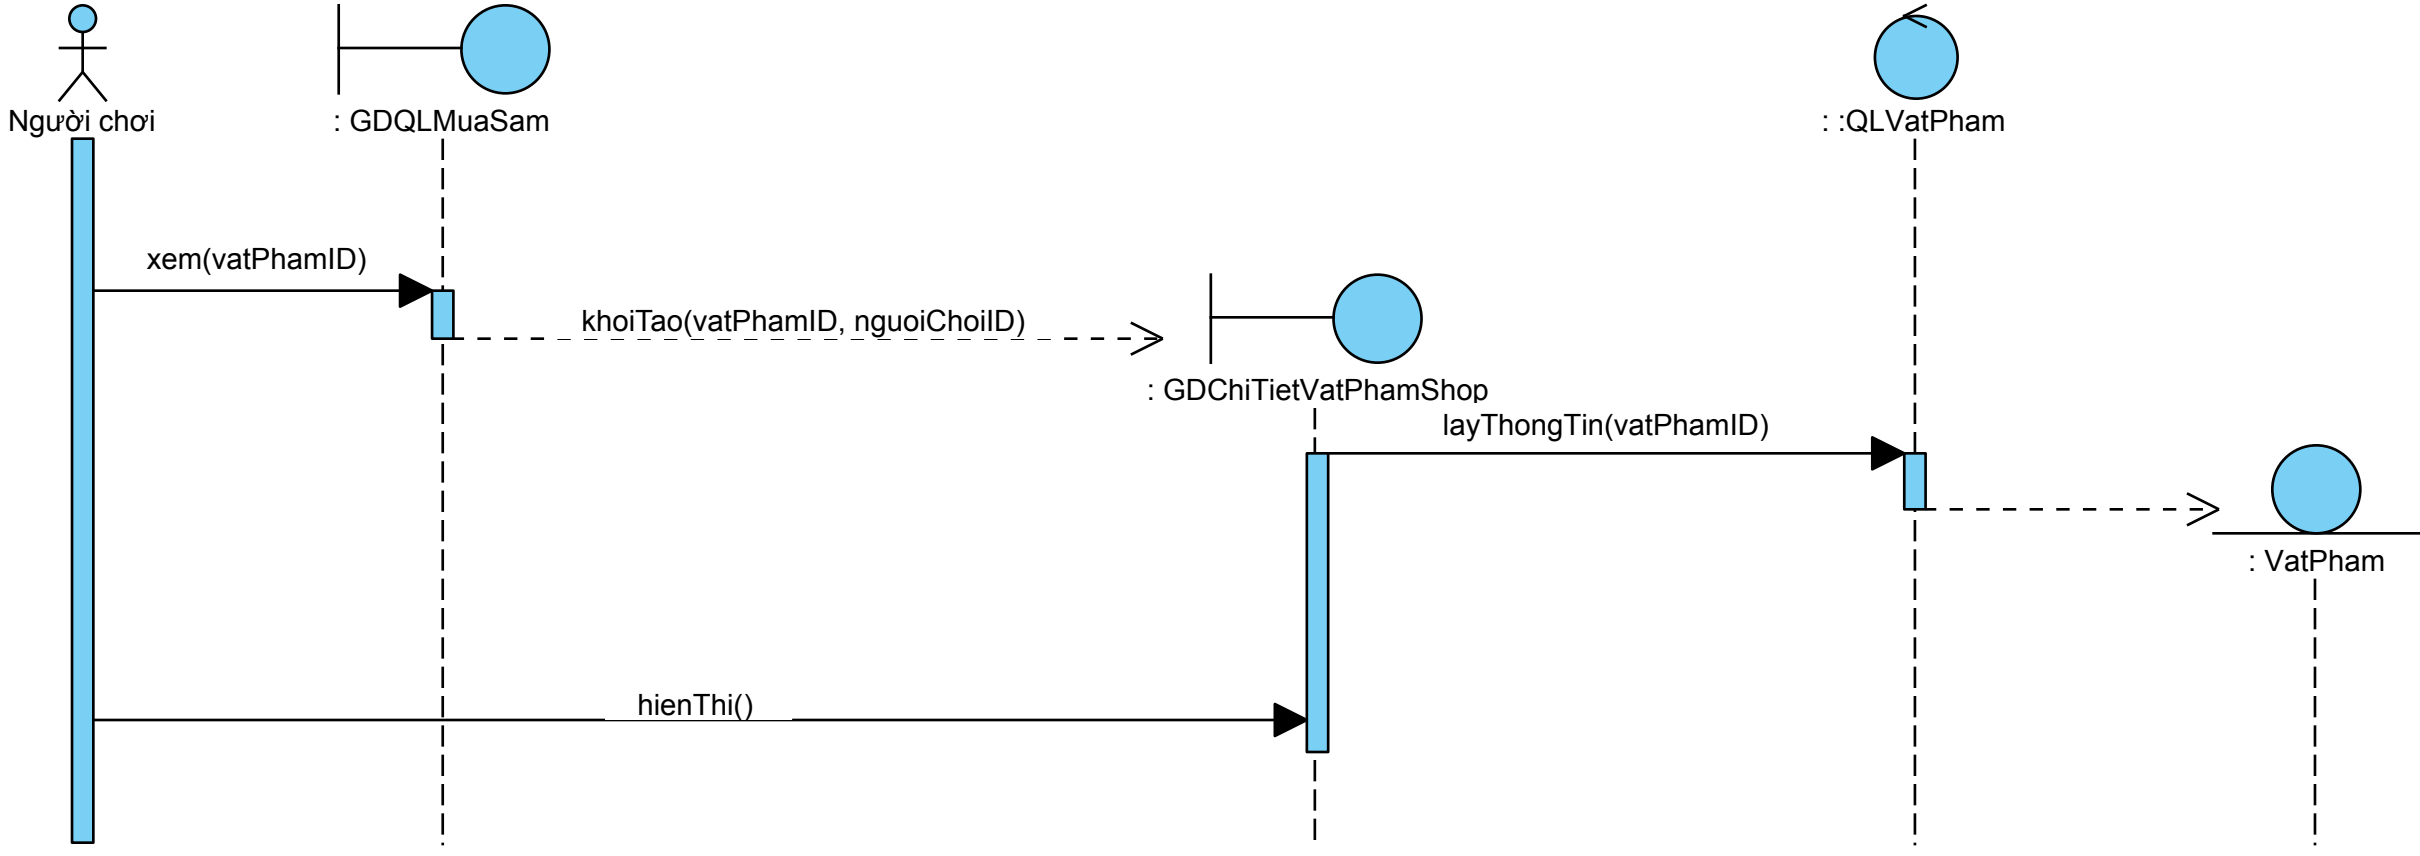 Người chơi
: GDQLMuaSam
: :QLVatPham
xem(vatPhamID)
khoiTao(vatPhamID, nguoiChoiID)
: GDChiTietVatPhamShop
layThongTin(vatPhamID)
: VatPham
hienThi()